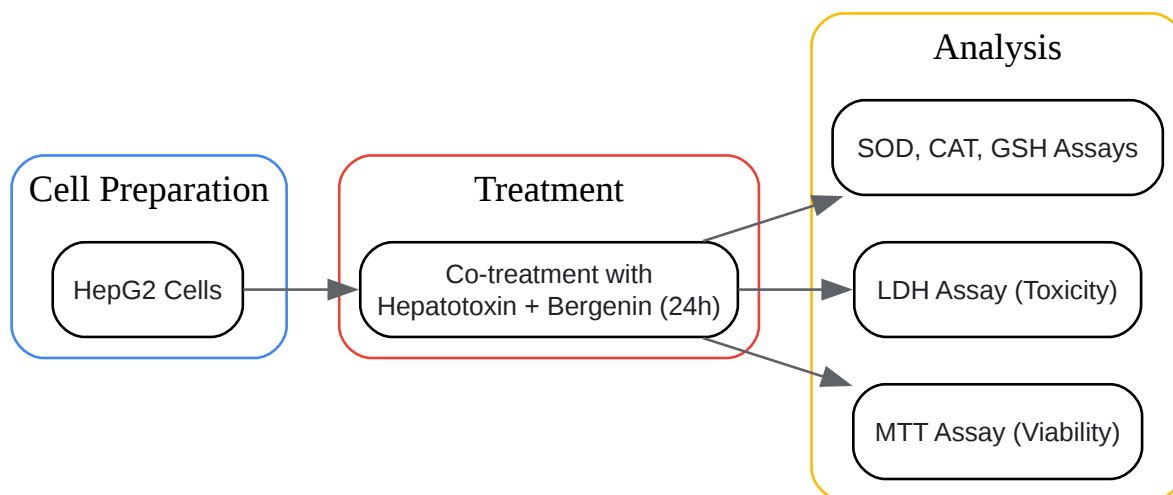 Cell Preparation
HepG2 Cells
Treatment
Co-treatment with
Hepatotoxin + Bergenin (24h)
Analysis
SOD, CAT, GSH Assays
LDH Assay (Toxicity)
MTT Assay (Viability)